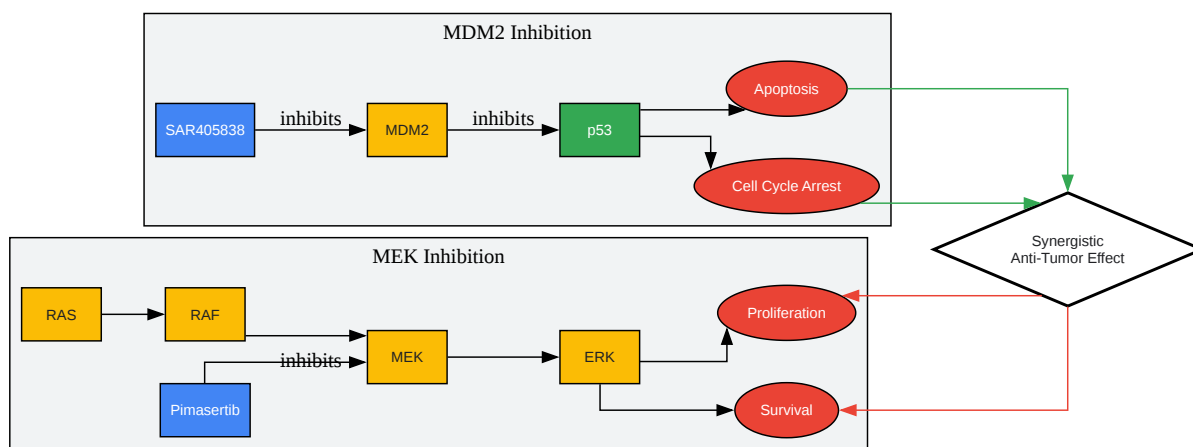 MDM2 Inhibition
SAR405838
inhibits
MDM2
inhibits
p53
Apoptosis
Cell Cycle Arrest
Synergistic
Anti-Tumor Effect
MEK Inhibition
RAS
RAF
Pimasertib
inhibits
MEK
ERK
Proliferation
Survival